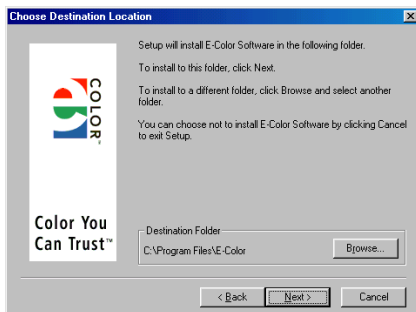 Choose Destination Location
Setup will install E-Color Software in the following folder.
To install to this folder, click Next.
To install to a different folder, click Browse and select another
folder.
You can choose not to install E-Color Software by clicking Cancel
to exit Setup.
COLOR™
Color You
Can Trust™
Destination Folder
C:\Program Files\E-Color
Browse...
< Back
Next >
Cancel